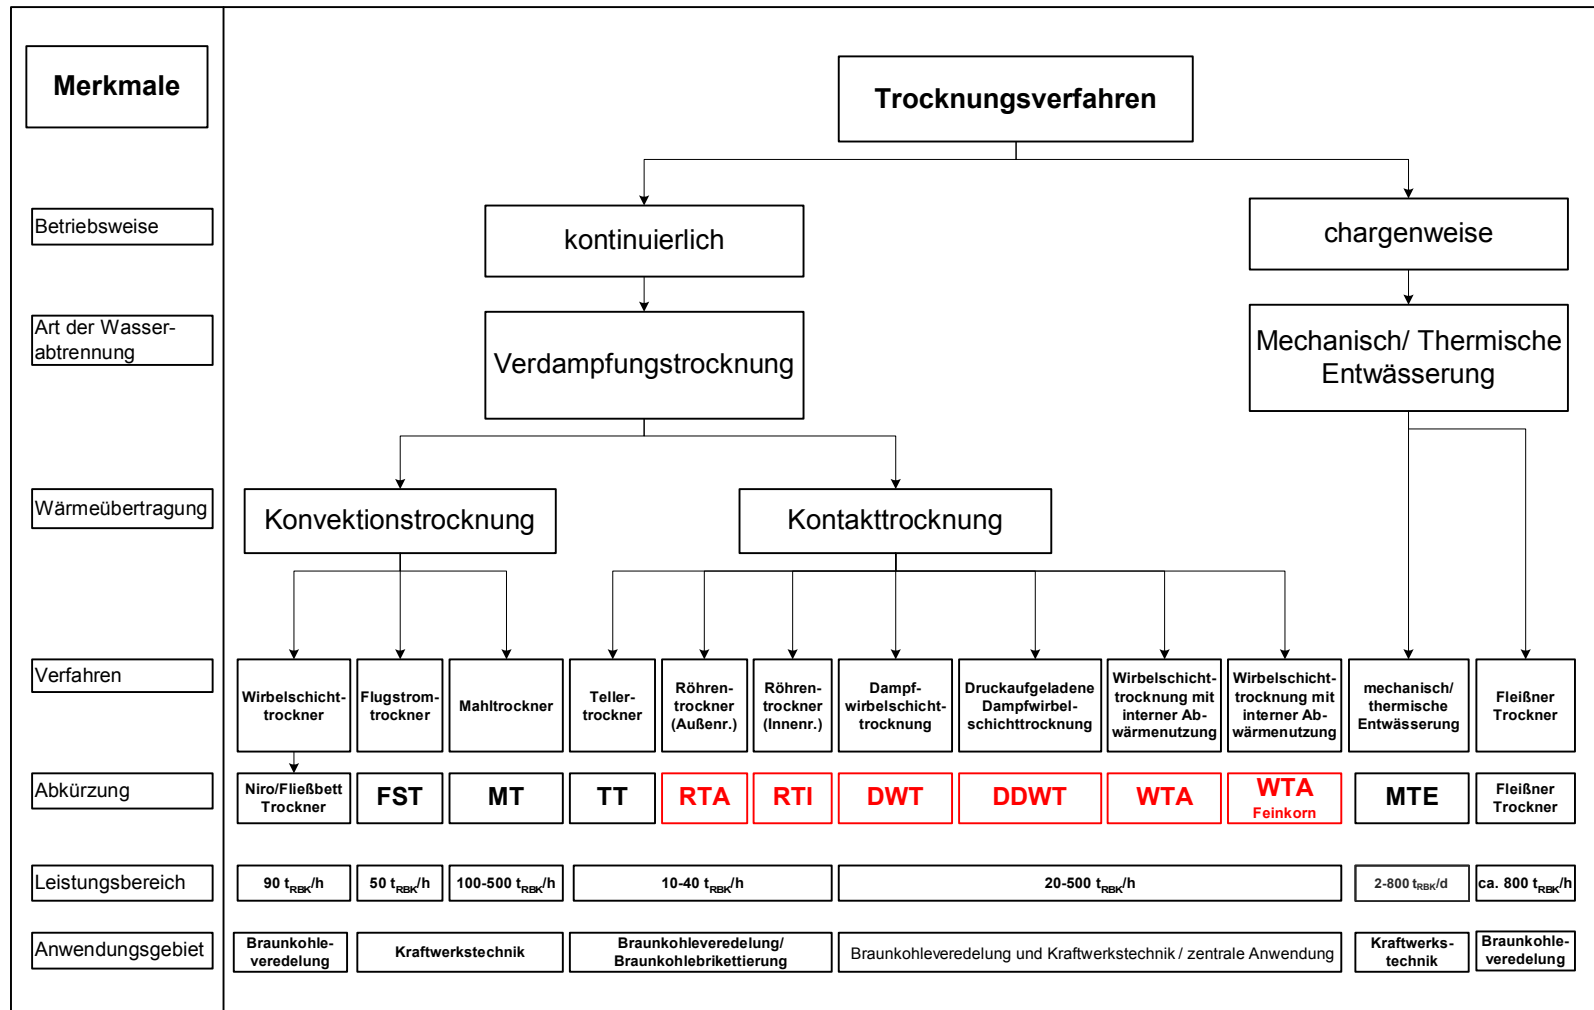 Merkmale
Trocknungsverfahren
Betriebsweise
kontinuierlich
chargenweise
Art der Wasser-
abtrennung
Verdampfungstrocknung
Mechanisch/ Thermische
Entwässerung
Wärmeübertragung
Konvektionstrocknung
Kontakttrocknung
Verfahren
Wirbelschicht-
trockner
Flugstrom-
trockner
Mahltrockner
Teller-
trockner
Röhren-
trockner
(Außenr.)
Röhren-
trockner
(Innenr.)
Dampf-
wirbelschicht-
trocknung
Druckaufgeladene
Dampfwirbel-
schichttrocknung
Wirbelschicht-
trocknung mit
interner Ab-
wärmenutzung
Wirbelschicht-
trocknung mit
interner Ab-
wärmenutzung
mechanisch/
thermische
Entwässerung
Fleißner
Trockner
Abkürzung
Niro/Fließbett
Trockner
FST
MT
TT
RTA
RTI
DWT
DDWT
WTA
WTA
Feinkorn
MTE
Fleißner
Trockner
Leistungsbereich
90 tRBK/h
50 tRBK/h
100-500 tRBK/h
10-40 tRBK/h
20-500 tRBK/h
2-800 tRBK/d
ca. 800 tRBK/h
Anwendungsgebiet
Braunkohle-
veredelung
Kraftwerkstechnik
Braunkohleveredelung/
Braunkohlebrikettierung
Braunkohleveredelung und Kraftwerkstechnik / zentrale Anwendung
Kraftwerks-
technik
Braunkohle-
veredelung